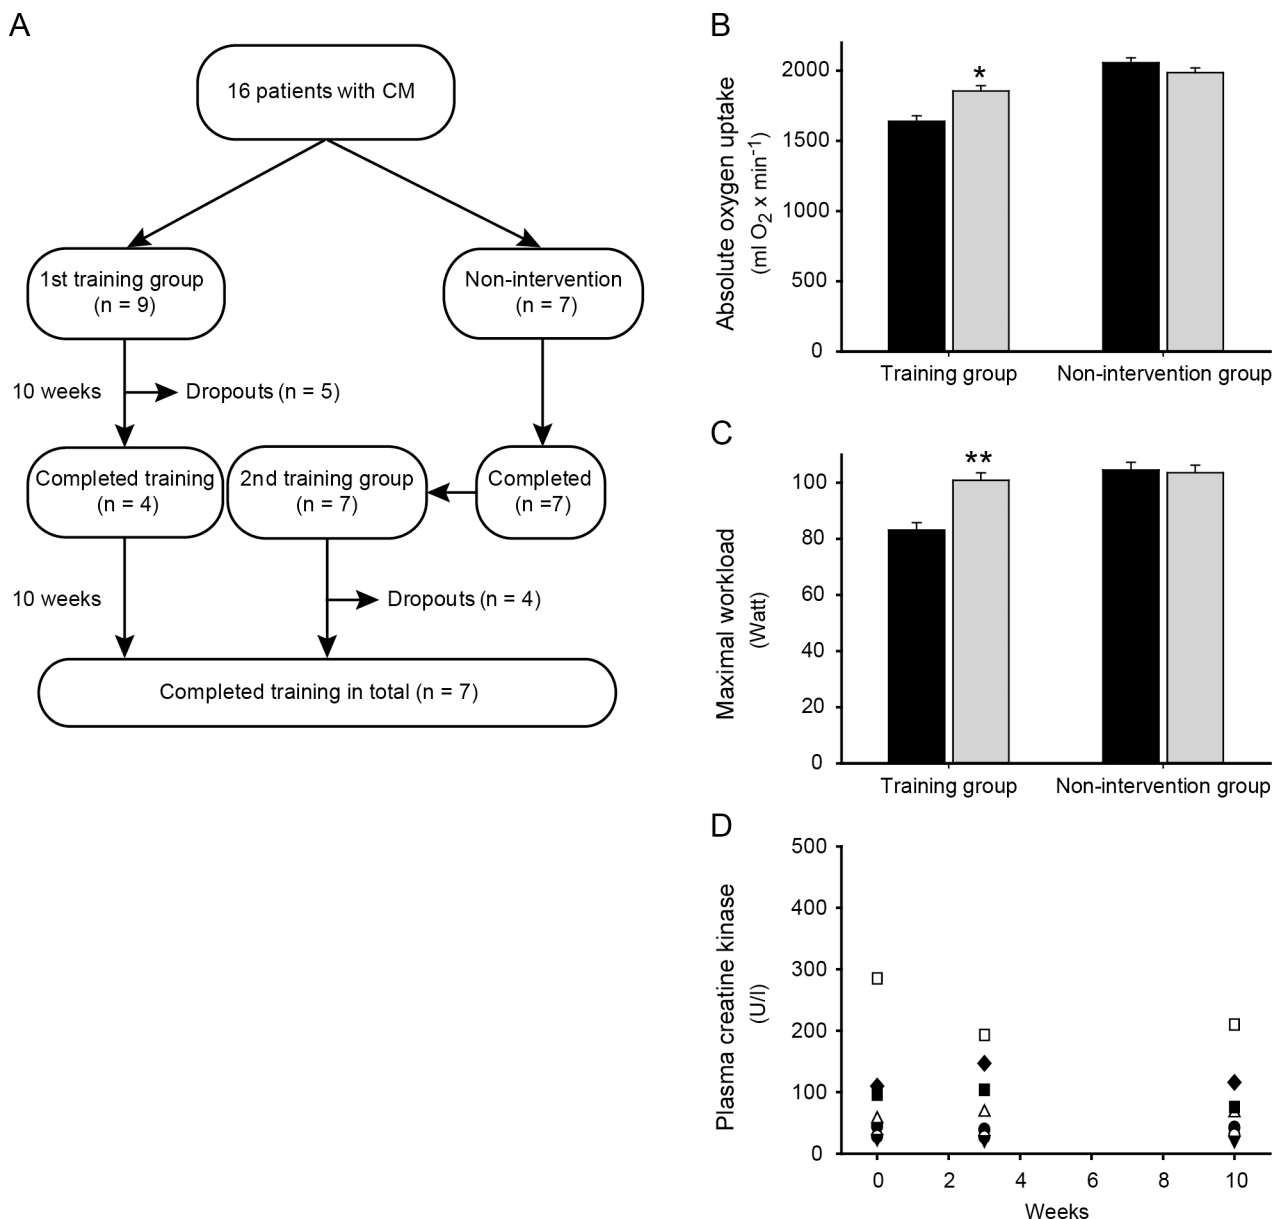 A
16 patients with CM
1st training group
(n = 9)
Non-intervention
(n = 7)
10 weeks
Dropouts (n = 5)
Completed training
(n = 4)
2nd training group
(n = 7)
Completed
(n =7)
10 weeks
Dropouts (n = 4)
Completed training in total (n = 7)
B
Absolute oxygen uptake
(ml O2 x min-1)
2000
1500
1000
500
0
*
Training group
Non-intervention group
C
Maximal workload
(Watt)
100
80
60
40
20
0
**
Training group
Non-intervention group
D
Plasma creatine kinase
(U/l)
500
400
300
200
100
0
0 2 4 6 8 10
Weeks